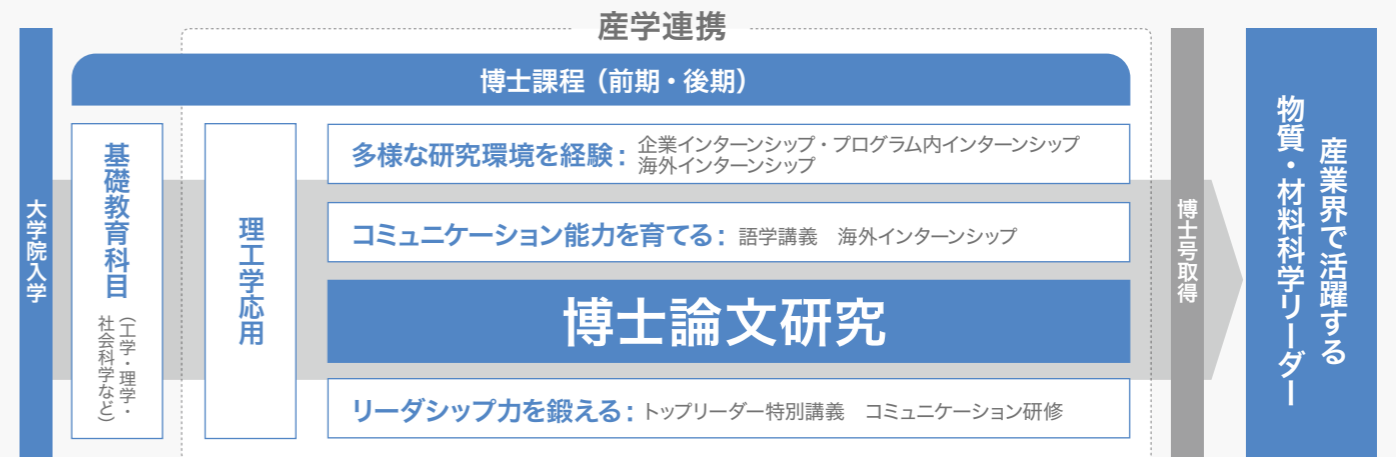 産学連携
博士課程（前期・後期）
大学院入学
基礎教育科目
（工学・理学・
社会科学など）
理工学応用
多様な研究環境を経験：
企業インターンシップ・プログラム内インターンシップ
海外インターンシップ
コミュニケーション能力を育てる：語学講義　海外インターンシップ
博士論文研究
リーダシップ力を鍛える：トップリーダー特別講義　コミュニケーション研修
博士号取得
産業界で活躍する
物質・材料科学リーダー